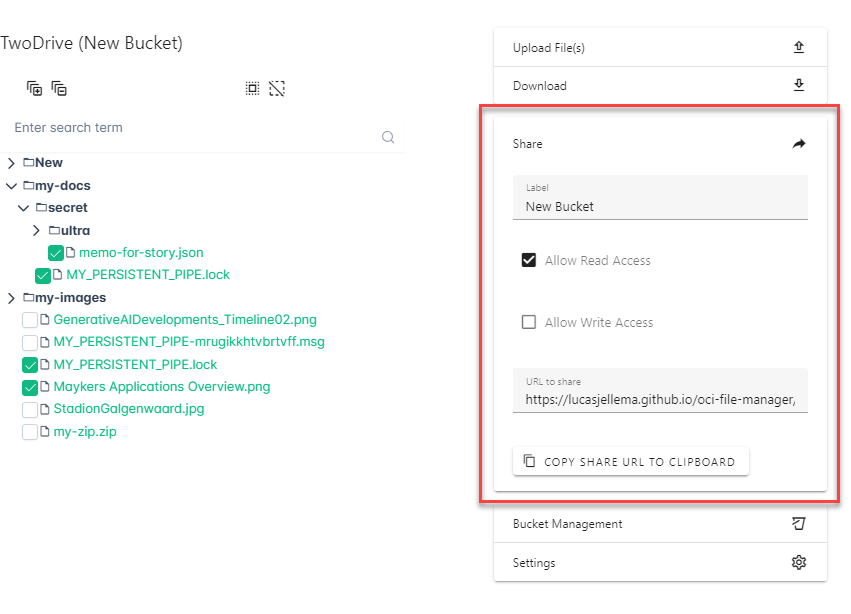 TwoDrive (New Bucket)
Enter search term
New
my-docs
secret
ultra
memo-for-story.json
MY_PERSISTENT_PIPE.lock
my-images
GenerativeAIDevelopments_Timeline02.png
MY_PERSISTENT_PIPE-mrugikkhtvbrtvff.msg
MY_PERSISTENT_PIPE.lock
Maykers Applications Overview.png
StadionGalgenwaard.jpg
my-zip.zip
Upload File(s)
Download
Share
Label
New Bucket
Allow Read Access
Allow Write Access
URL to share
https://lucasjellema.github.io/oci-file-manager,
COPY SHARE URL TO CLIPBOARD
Bucket Management
Settings